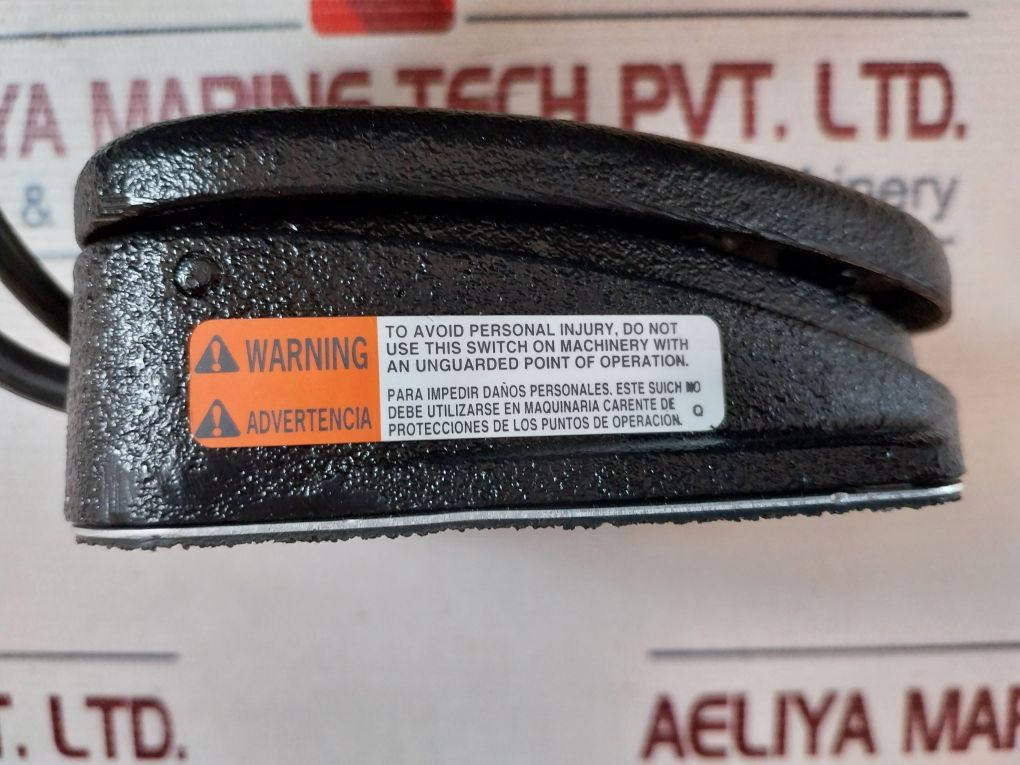 YA MARINE TECH PVT. LTD.
&
inery
WARNING
TO AVOID PERSONAL INJURY, DO NOT
USE THIS SWITCH ON MACHINERY WITH
AN UNGUARDED POINT OF OPERATION.
ADVERTENCIA
PARA IMPEDIR DAÑOS PERSONALES, ESTE SUICH NO
DEBE UTILIZARSE EN MAQUINARIA CARENTE DE
PROTECCIONES DE LOS PUNTOS DE OPERACIÓN.
Q
T. LTD.
AELIYA MAR